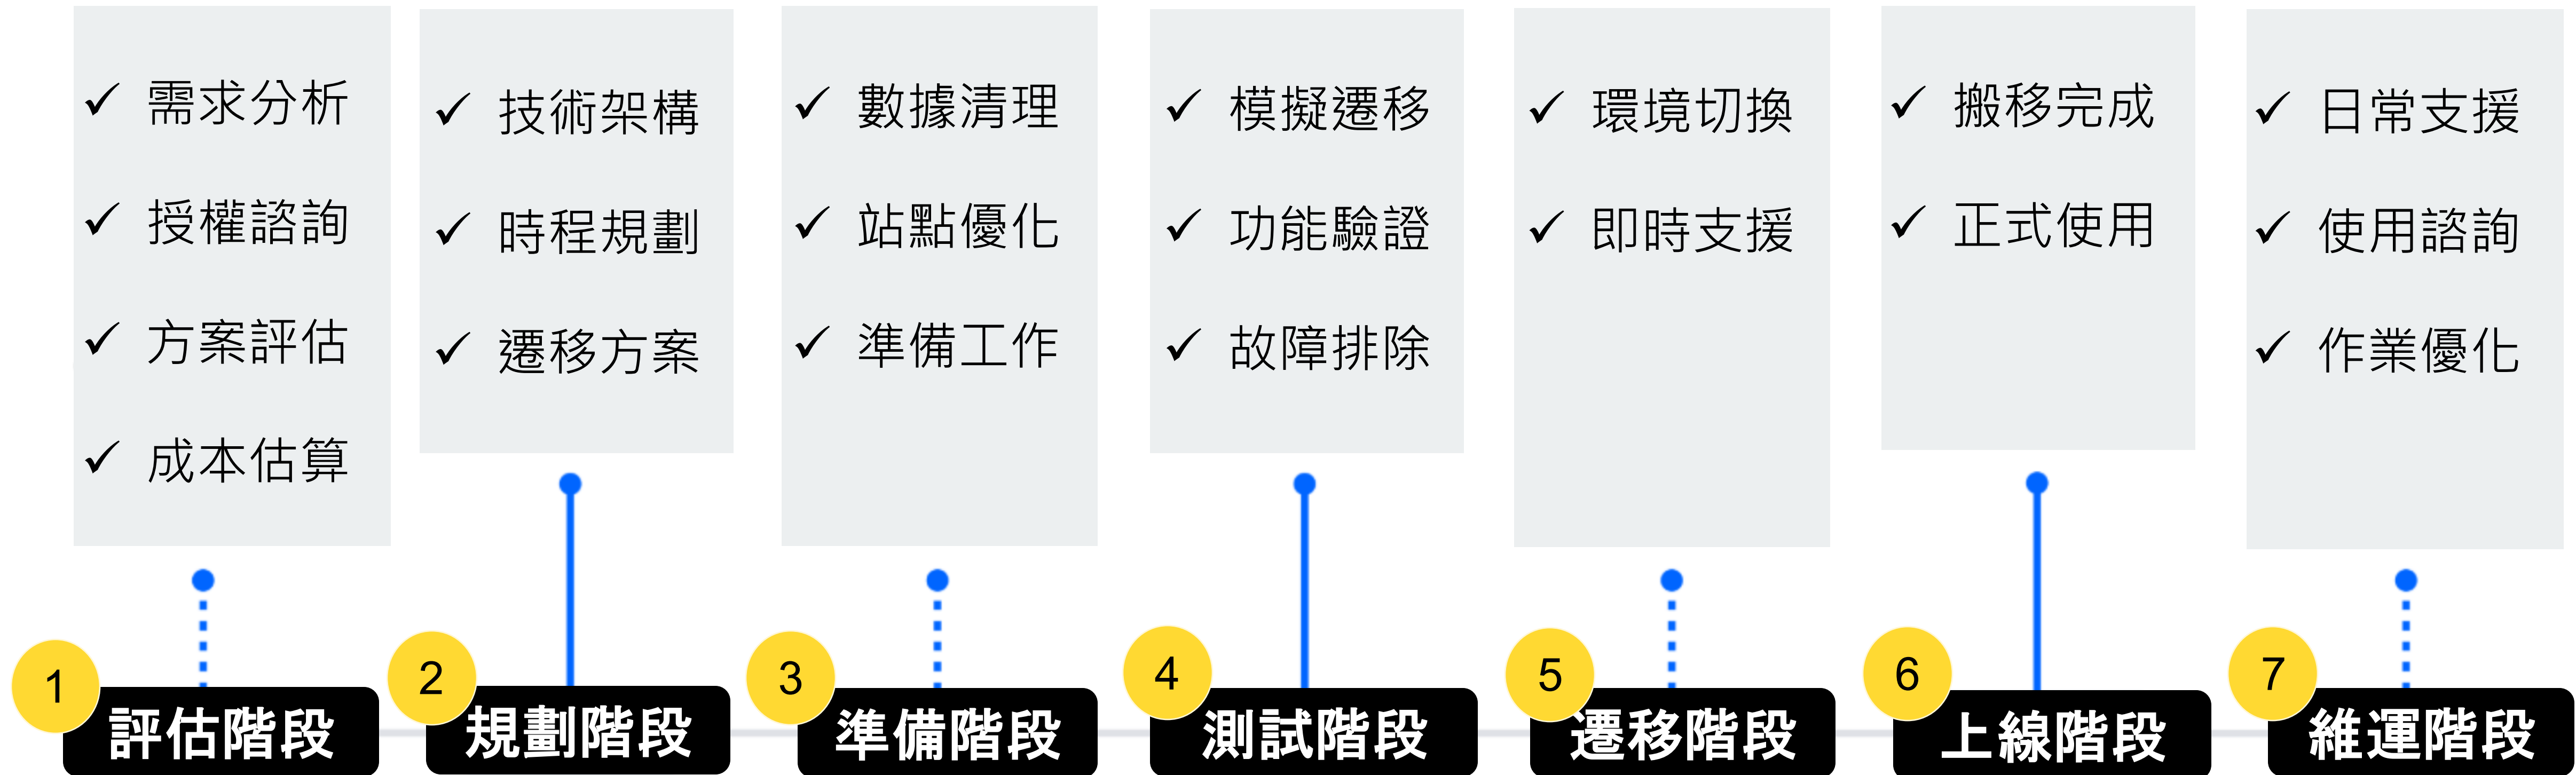 需求分析
授權諮詢
方案評估
成本估算
1
評估階段
技術架構
時程規劃
遷移方案
2
規劃階段
數據清理
站點優化
準備工作
3
準備階段
模擬遷移
功能驗證
故障排除
4
測試階段
環境切換
即時支援
5
遷移階段
搬移完成
正式使用
6
上線階段
日常支援
使用諮詢
作業優化
7
維運階段